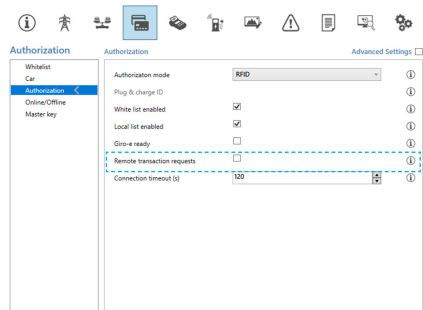 Authorization
Authorization
Advanced Settings
Whitelist
Car
Authorization
Online/Offline
Master key
Authorizaton mode
RFID
Plug & charge ID
White list enabled
Local list enabled
Giro-e ready
Remote transaction requests
Connection timeout (s)
120